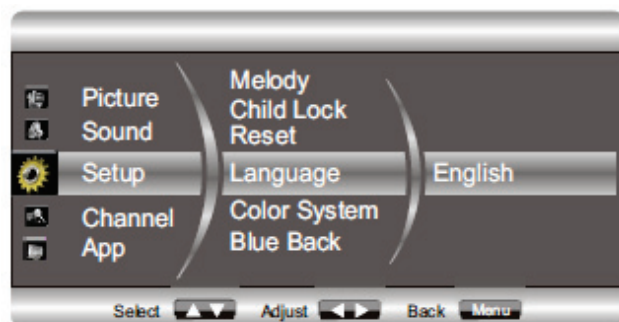 Picture
Sound
Setup
Channel
App
Melody
Child Lock
Reset
Language
Color System
Blue Back
English
Select Adjust Back Menu